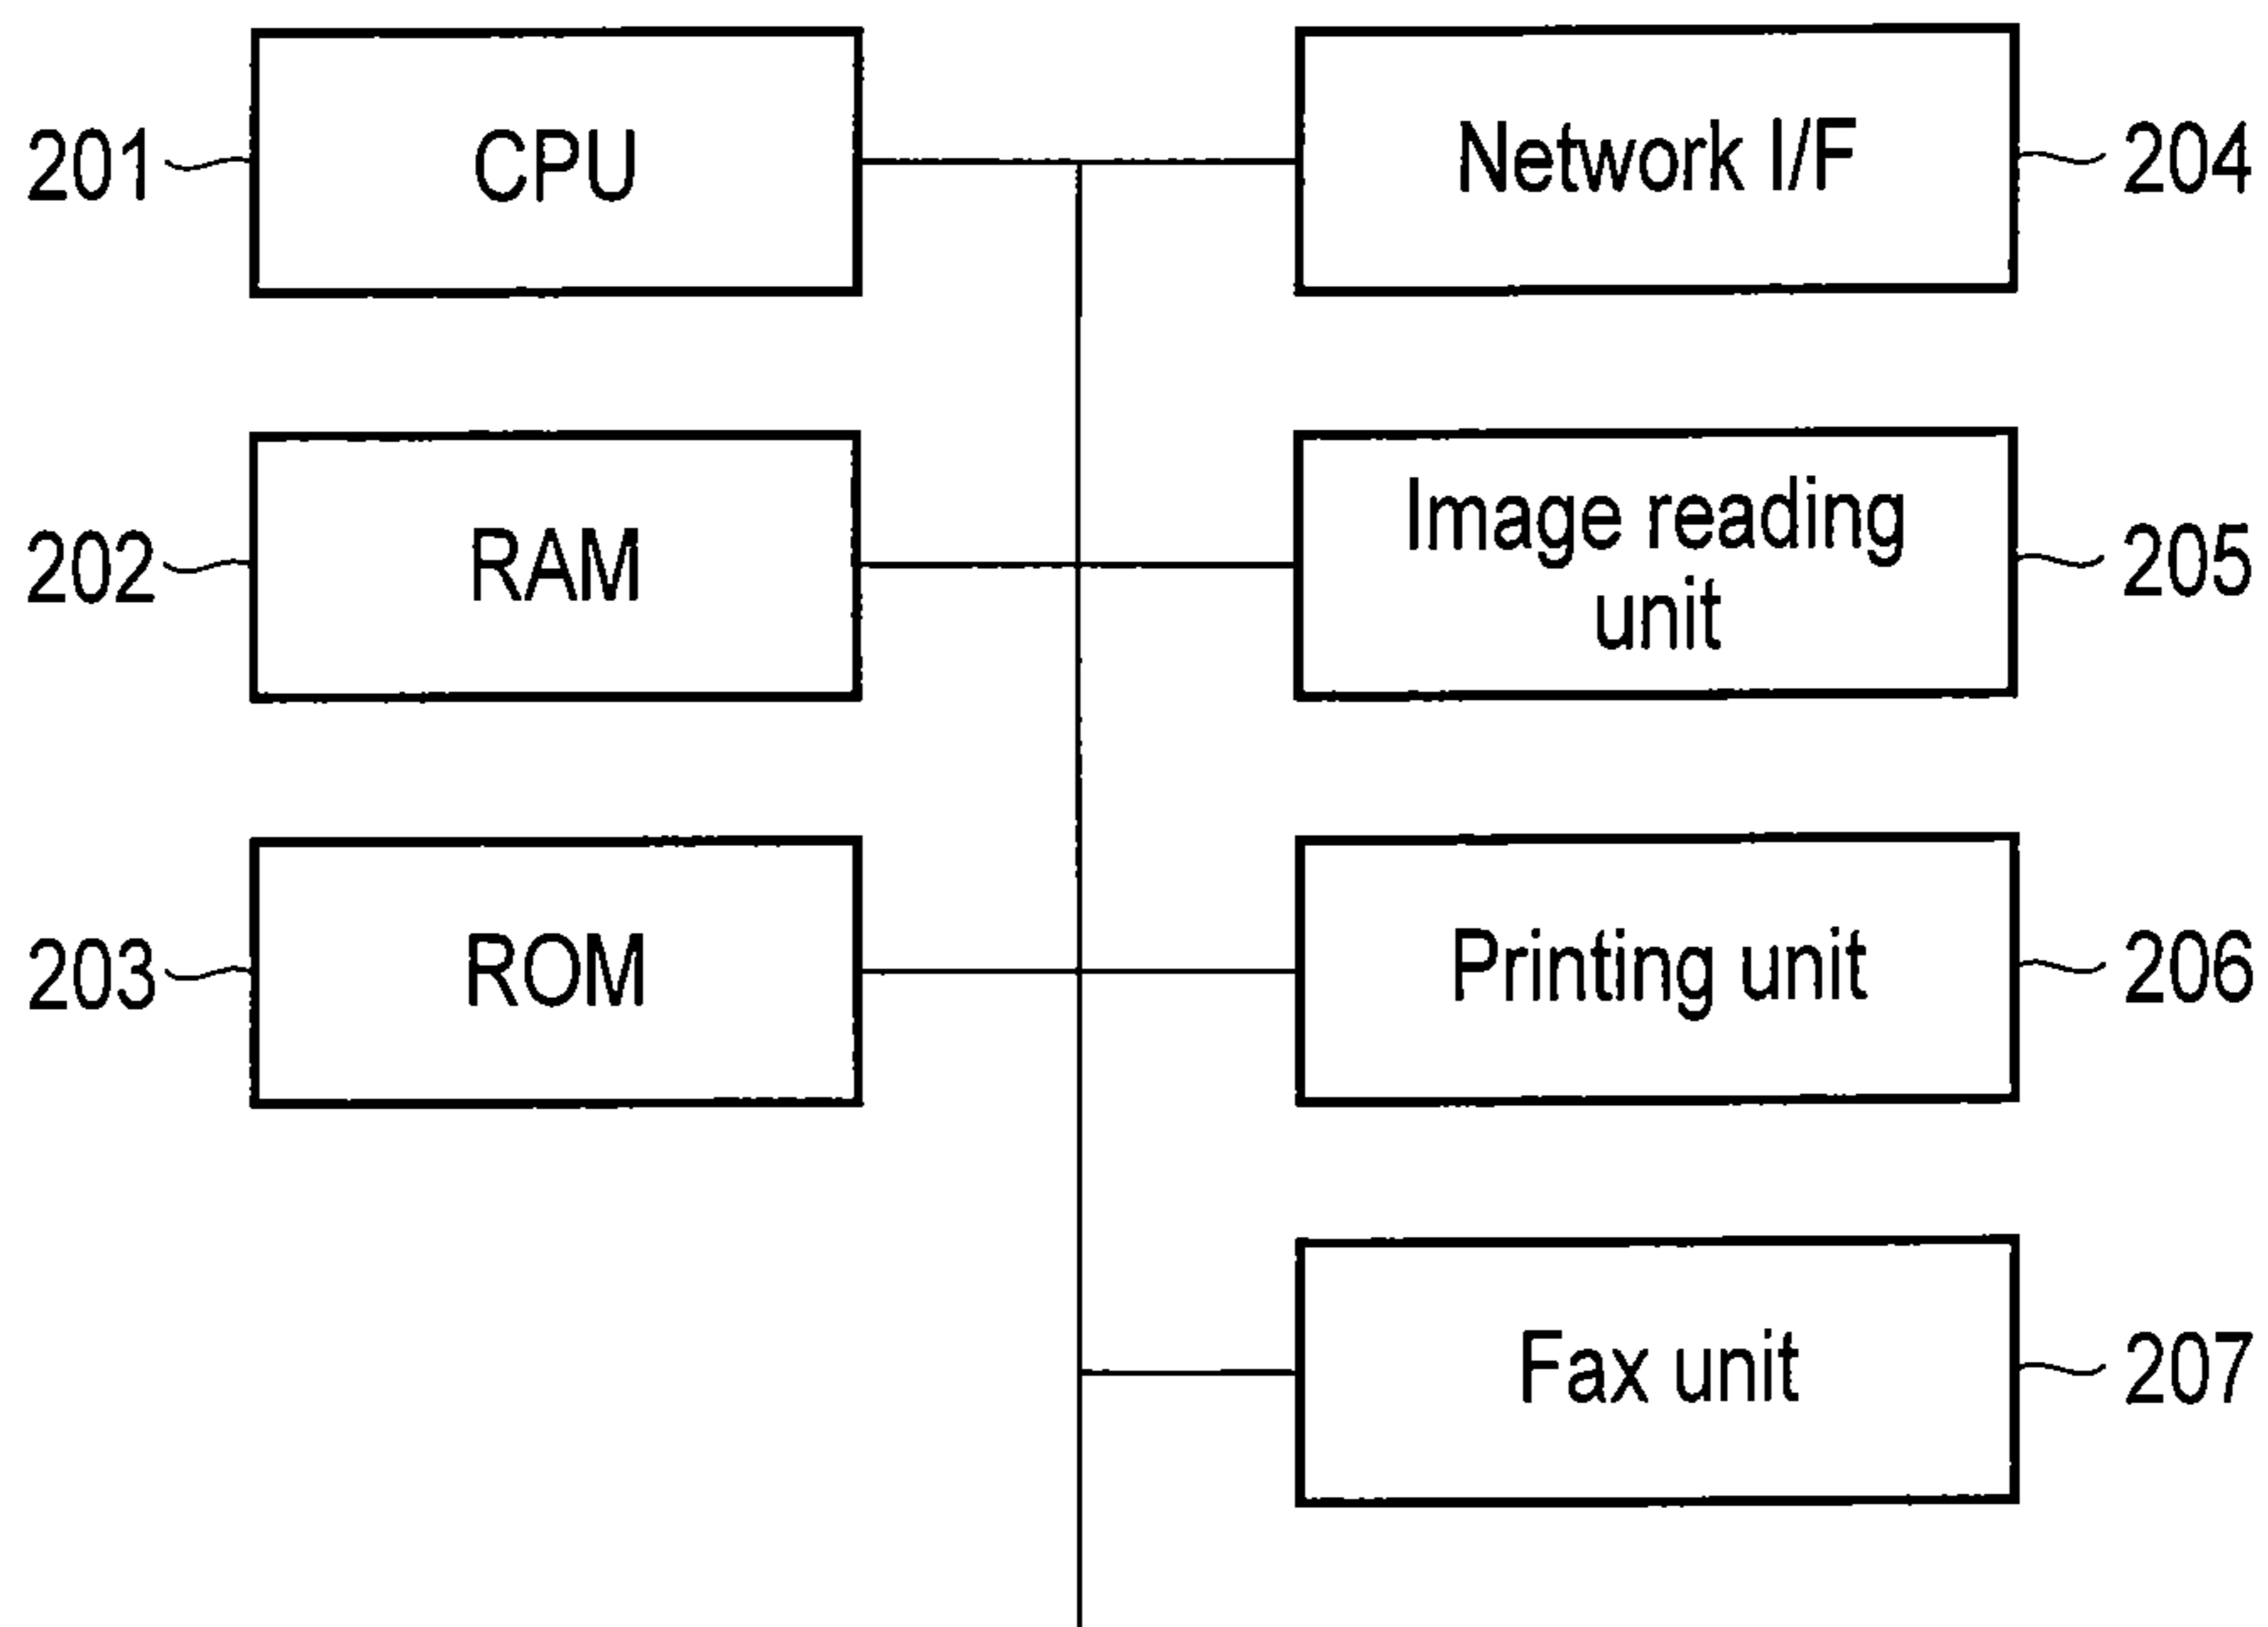 201 CPU Network I/F 204
202 RAM Image reading 205
unit
203 ROM Printing unit 206
Fax unit 207